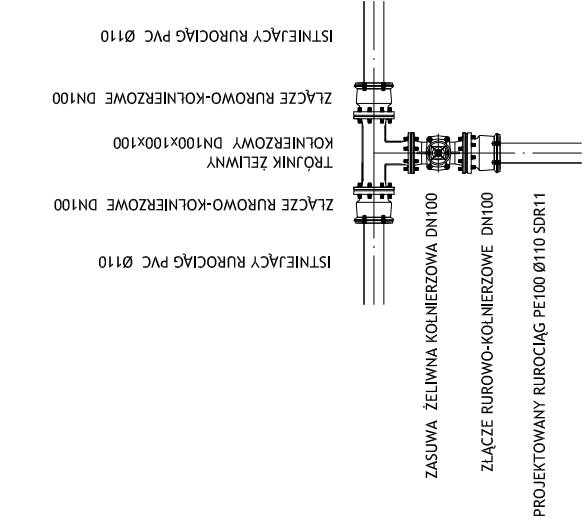 ISTNIEJĄCY RUROCIĄG PVC Ø110
ZŁĄCZE RUROWO-KOŁNIERZOWE DN100
TRÓJNIK ŻELIWNY
KOŁNIERZOWY DN100x100x100
ZŁĄCZE RUROWO-KOŁNIERZOWE DN100
ISTNIEJĄCY RUROCIĄG PVC Ø110
ZASUWA ŻELIWNA KOŁNIERZOWA DN100
ZŁĄCZE RUROWO-KOŁNIERZOWE DN100
PROJEKTOWANY RUROCIĄG PE100 Ø110 SDR11